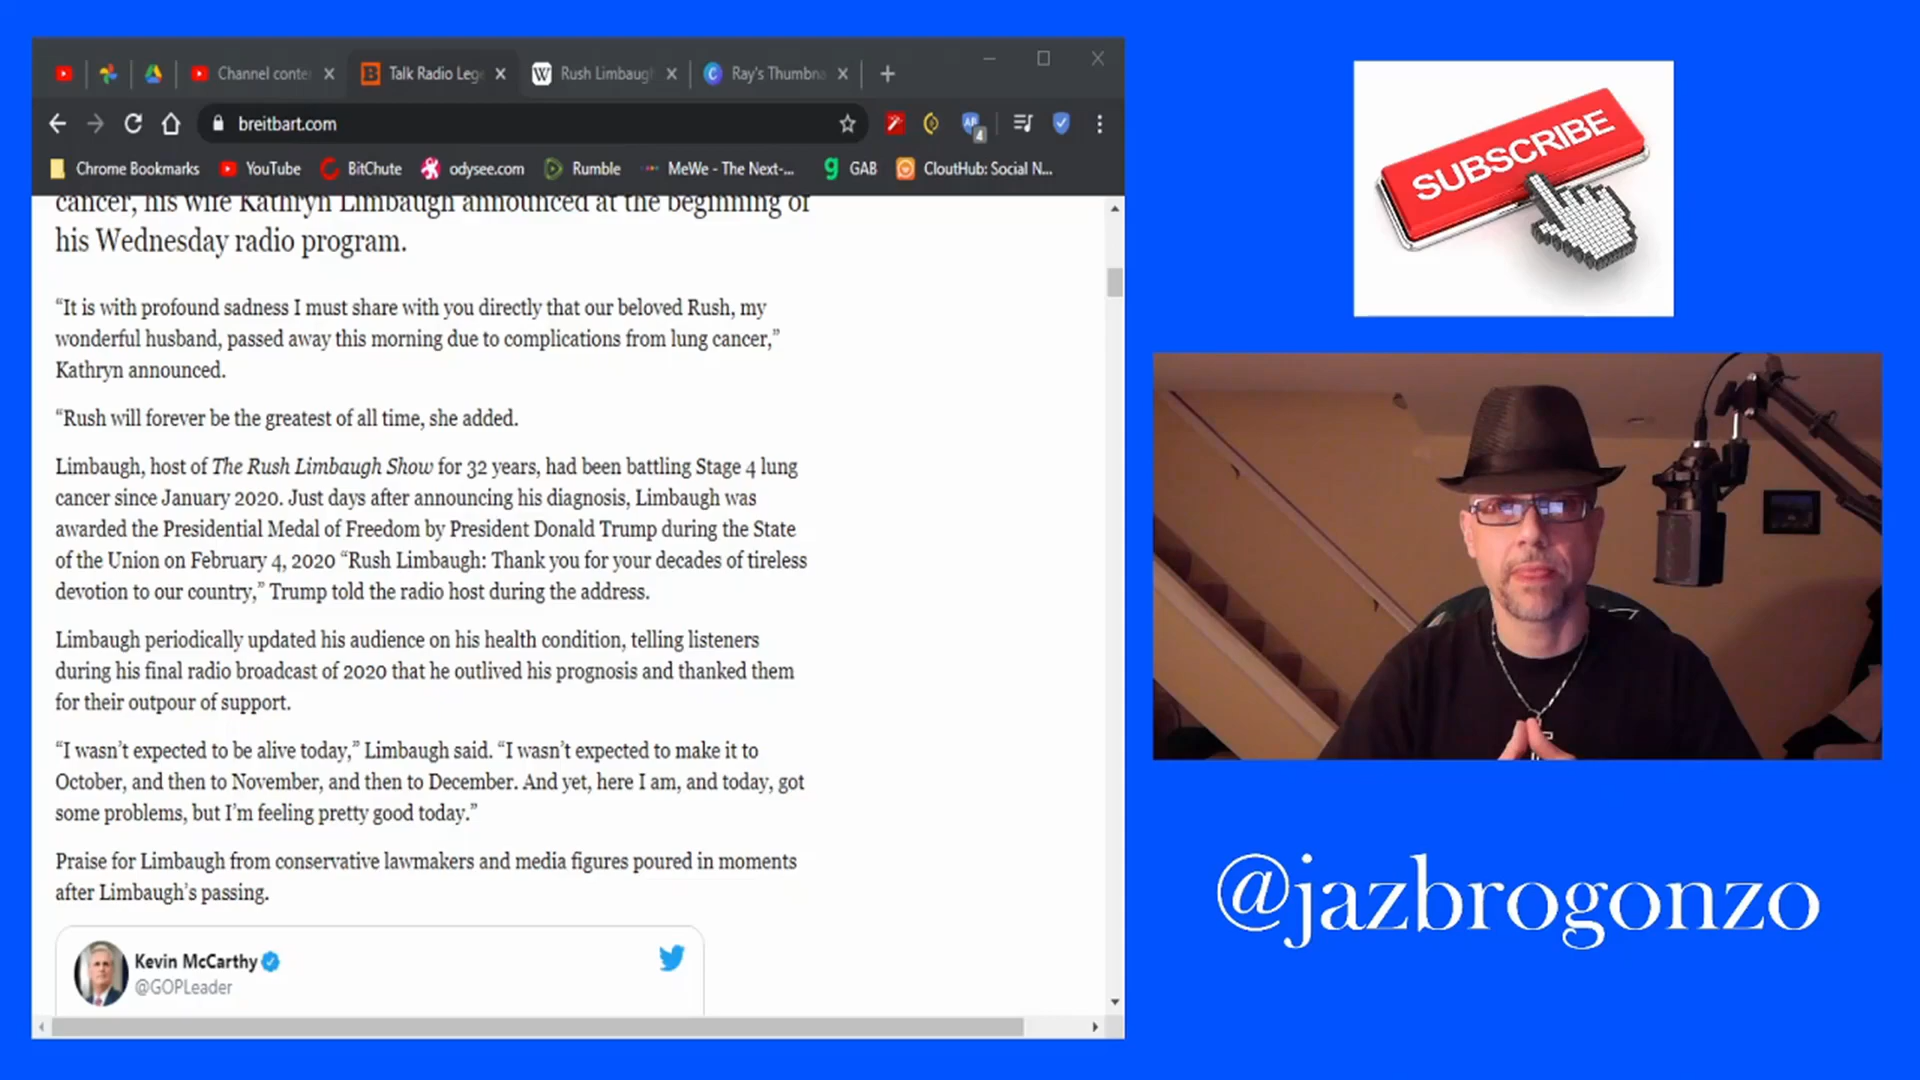 Channel conte
Talk Radio Leg
Rush Limbaug
Ray's Thumbna
breitbart.com
4
Chrome Bookmarks
YouTube
BitChute
odysee.com
Rumble
MeWe - The Next-...
GAB
CloutHub: Social N...
cancer, his wife Kathryn Limbaugh announced at the beginning of
his Wednesday radio program.
“It is with profound sadness I must share with you directly that our beloved Rush, my
wonderful husband, passed away this morning due to complications from lung cancer,”
Kathryn announced.
“Rush will forever be the greatest of all time, she added.
Limbaugh, host of The Rush Limbaugh Show for 32 years, had been battling Stage 4 lung
cancer since January 2020. Just days after announcing his diagnosis, Limbaugh was
awarded the Presidential Medal of Freedom by President Donald Trump during the State
of the Union on February 4, 2020 “Rush Limbaugh: Thank you for your decades of tireless
devotion to our country,” Trump told the radio host during the address.
Limbaugh periodically updated his audience on his health condition, telling listeners
during his final radio broadcast of 2020 that he outlived his prognosis and thanked them
for their outpour of support.
“I wasn’t expected to be alive today,” Limbaugh said. “I wasn’t expected to make it to
October, and then to November, and then to December. And yet, here I am, and today, got
some problems, but I’m feeling pretty good today.”
Praise for Limbaugh from conservative lawmakers and media figures poured in moments
after Limbaugh’s passing.
Kevin McCarthy
@GOPLeader
SUBSCRIBE
@jazbrogonzo